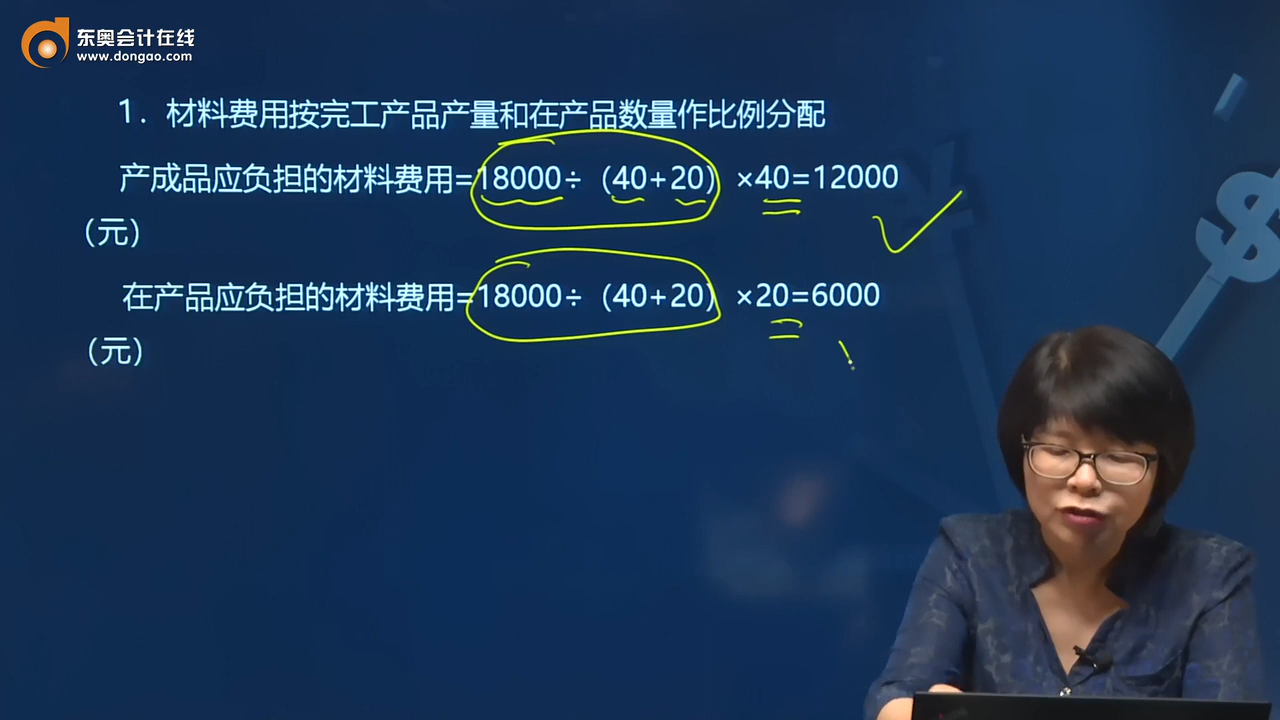 东奥会计在线
www.dongao.com
1．材料费用按完工产品产量和在产品数量作比例分配
产成品应负担的材料费用=18000÷（40+20）×40=12000
（元）
在产品应负担的材料费用=18000÷（40+20）×20=6000
（元）